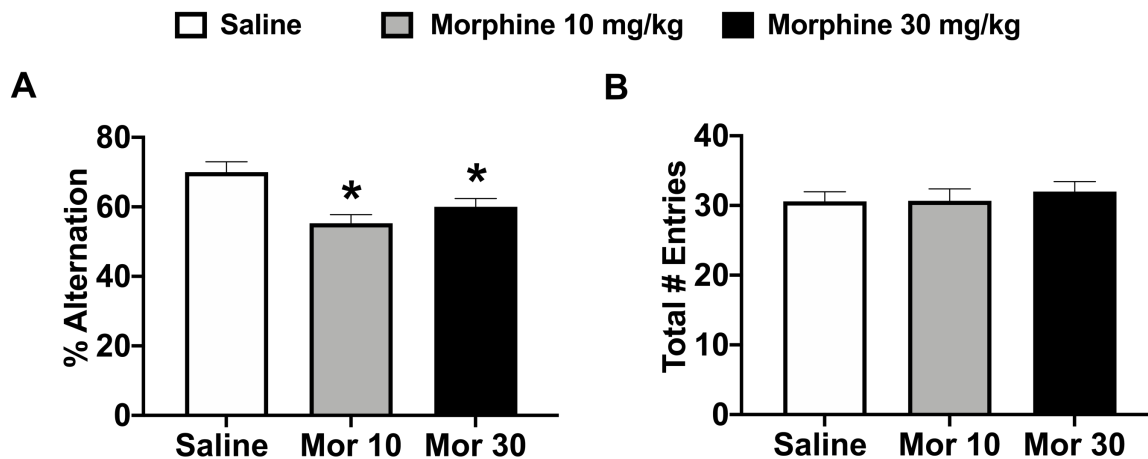 Saline Morphine 10 mg/kg Morphine 30 mg/kg
A
% Alternation
80
60
40
20
0
* *
Saline Mor 10 Mor 30
B
Total # Entries
40
30
20
10
0
Saline Mor 10 Mor 30